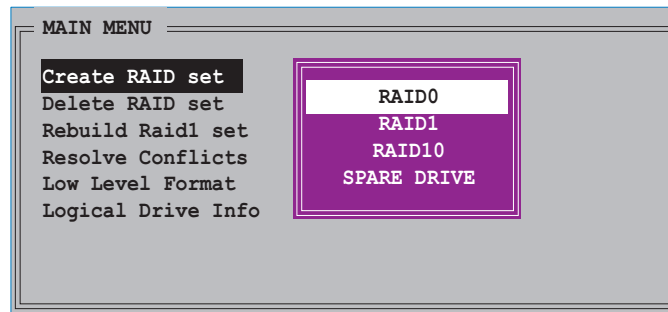 MAIN MENU
Create RAID set
Delete RAID set
Rebuild Raid1 set
Resolve Conflicts
Low Level Format
Logical Drive Info
RAID0
RAID1
RAID10
SPARE DRIVE